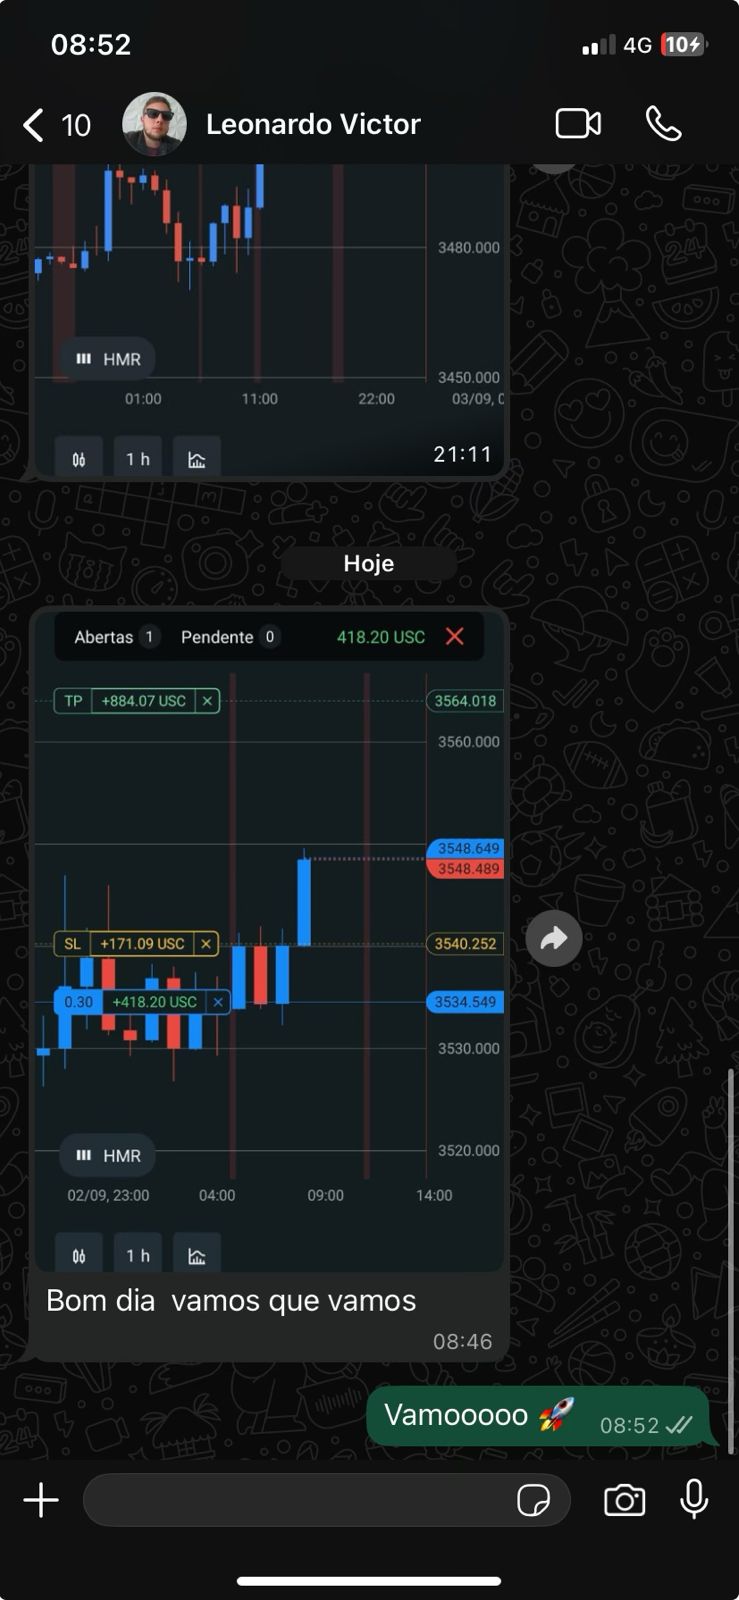 08:52
4G 10
10 Leonardo Victor
3480.000
HMR
3450.000
01:00 11:00 22:00 03/09, 0
1 h
21:11
Hoje
Abertas 1 Pendente 0 418.20 USC
TP +884.07 USC × 3564.018
3560.000
3548.649
3548.489
SL +171.09 USC × 3540.252
0.30 +418.20 USC × 3534.549
3530.000
HMR
3520.000
02/09, 23:00 04:00 09:00 14:00
1 h
Bom dia vamos que vamos
08:46
Vamooooo 🚀 08:52